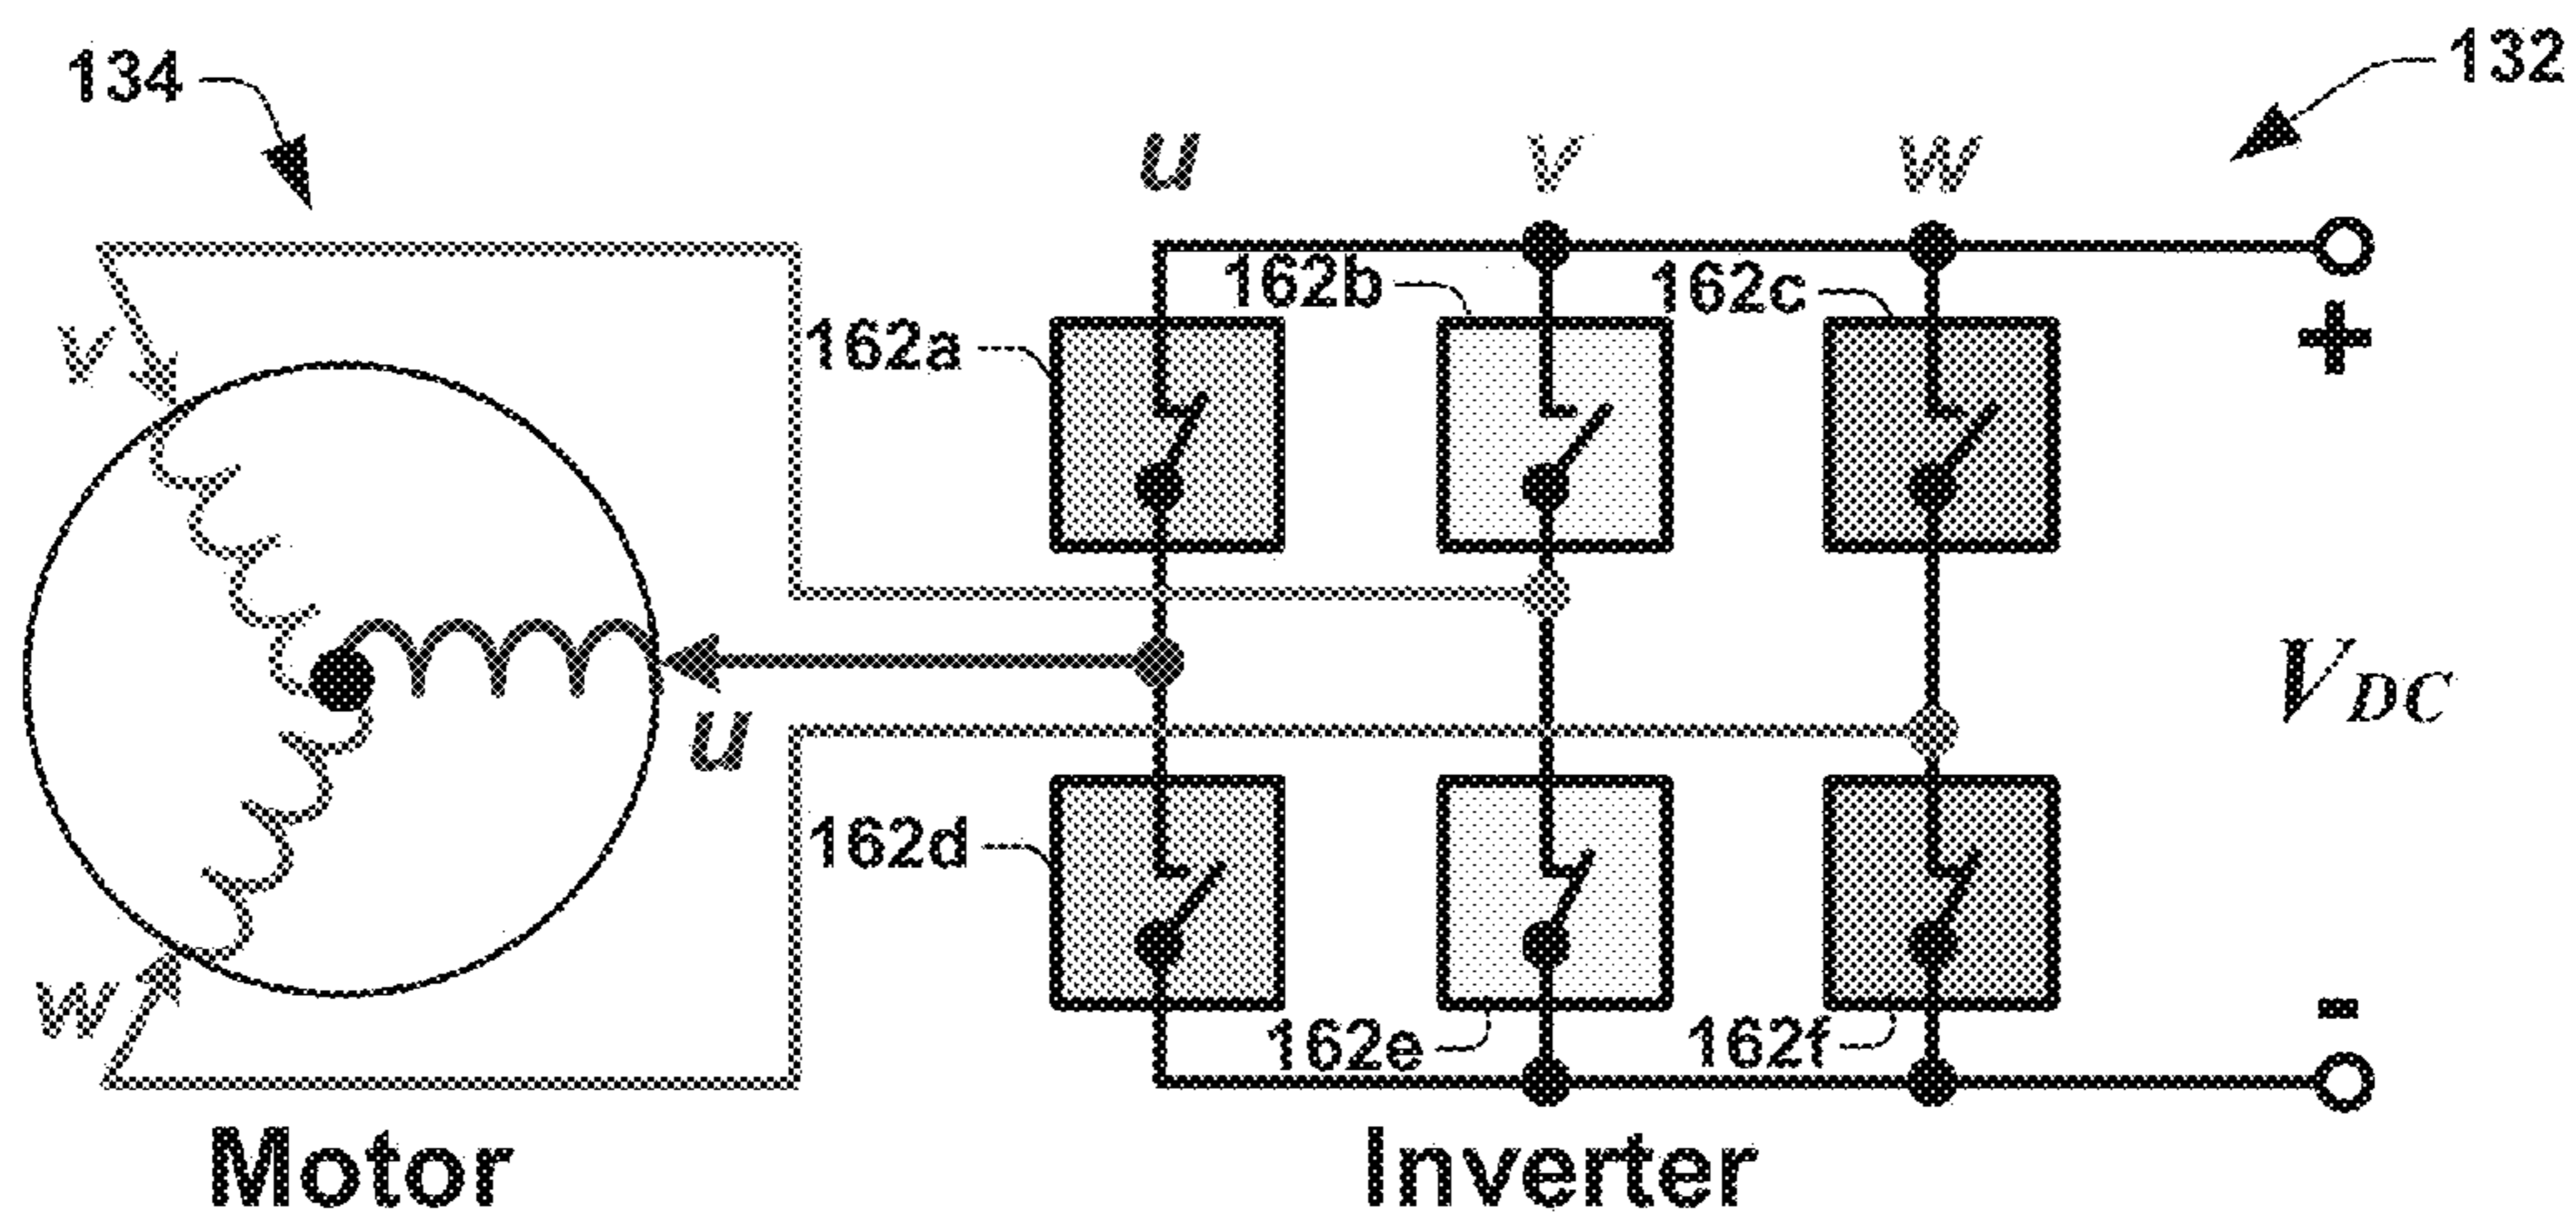 134
132
u v w
162b
162c
+
162a
v
V_DC
u
162d
w
-
162e
162f
Motor
Inverter